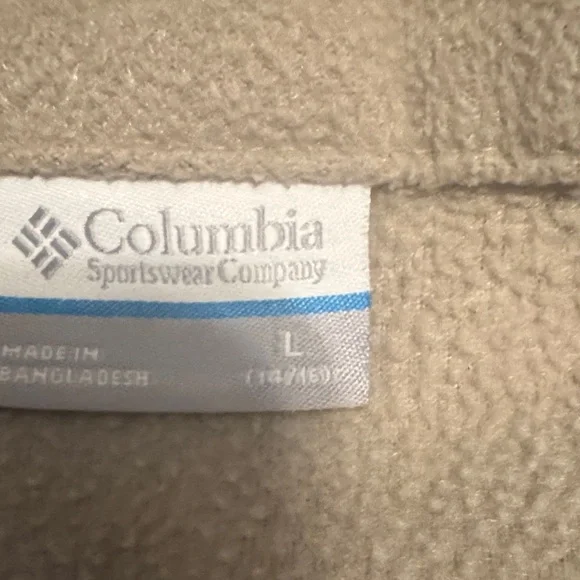 Columbia
Sportswear Company
MADE IN
BANGLADESH
L
(14/16)